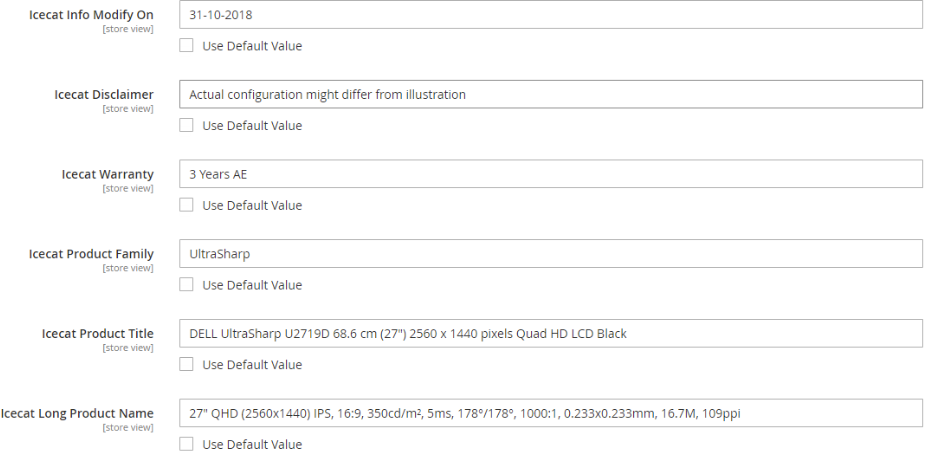 Icecat Info Modify On 31-10-2018
[store view]
Use Default Value
Icecat Disclaimer Actual configuration might differ from illustration
[store view]
Use Default Value
Icecat Warranty 3 Years AE
[store view]
Use Default Value
Icecat Product Family UltraSharp
[store view]
Use Default Value
Icecat Product Title DELL UltraSharp U2719D 68.6 cm (27") 2560 x 1440 pixels Quad HD LCD Black
[store view]
Use Default Value
Icecat Long Product Name 27" QHD (2560x1440) IPS, 16:9, 350cd/m², 5ms, 178°/178°, 1000:1, 0.233x0.233mm, 16.7M, 109ppi
[store view]
Use Default Value